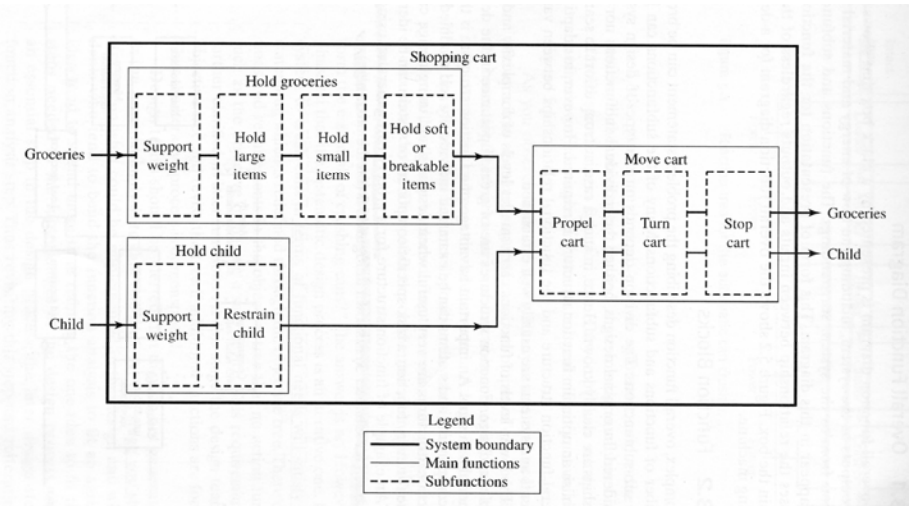 Shopping cart
Hold groceries
Support
weight
Hold
large
items
Hold
small
items
Hold soft
or
breakable
items
Groceries
Move cart
Propel
cart
Turn
cart
Stop
cart
Groceries
Child
Hold child
Support
weight
Restrain
child
Child
Legend
System boundary
Main functions
Subfunctions